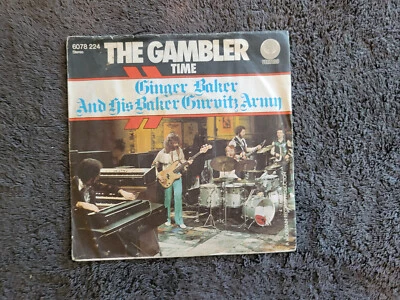 6078 224
Stereo
THE GAMBLER
TIME
Ginger Baker
And His Baker Gurvitz Army